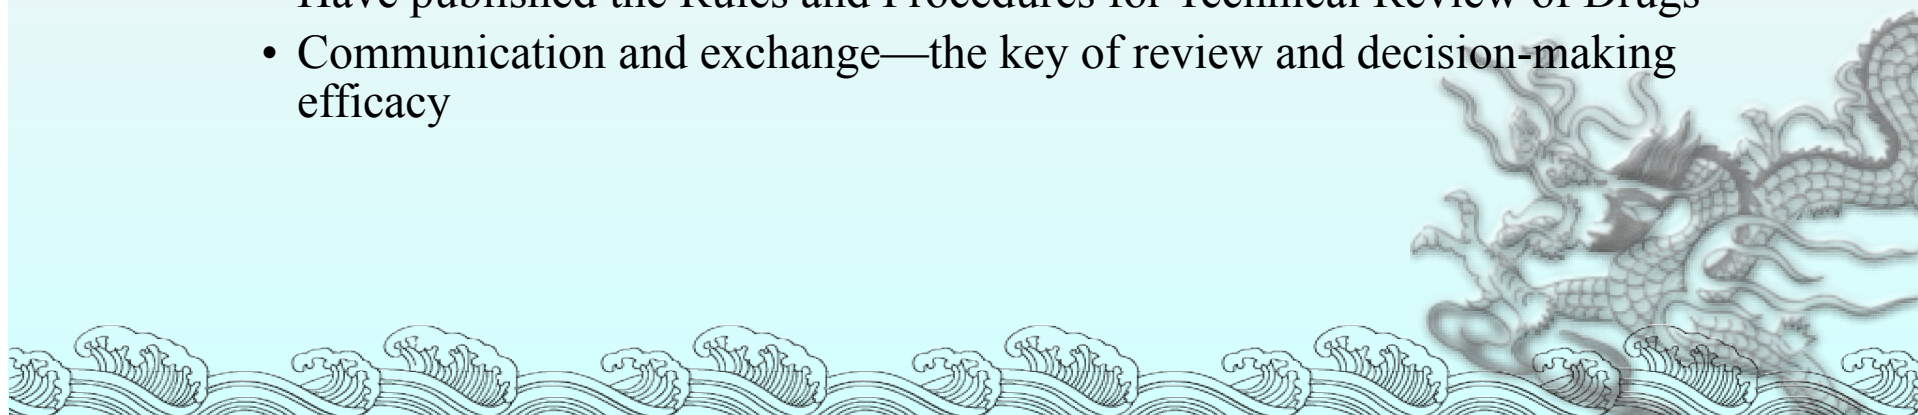 Have published the Rules and Procedures for Technical Review of Drugs
• Communication and exchange—the key of review and decision-making
efficacy